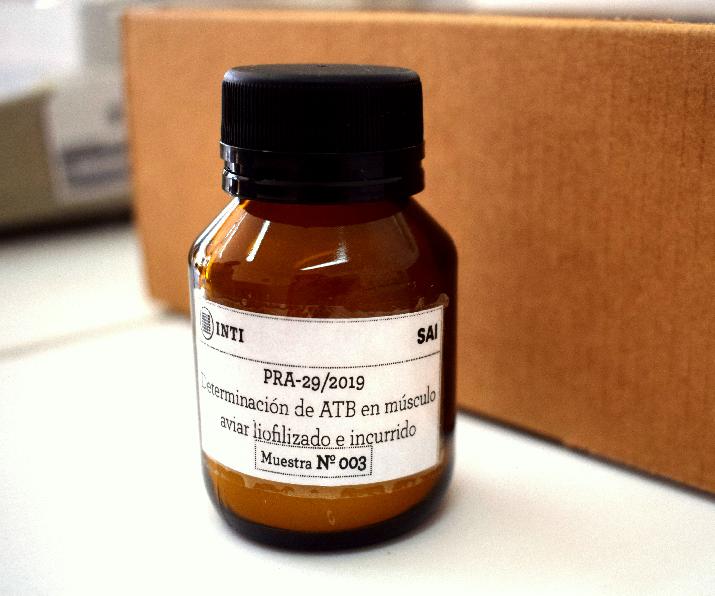 INTI SAI
PRA-29/2019
Determinación de ATB en músculo
aviar liofilizado e incurrido
Muestra Nº 003